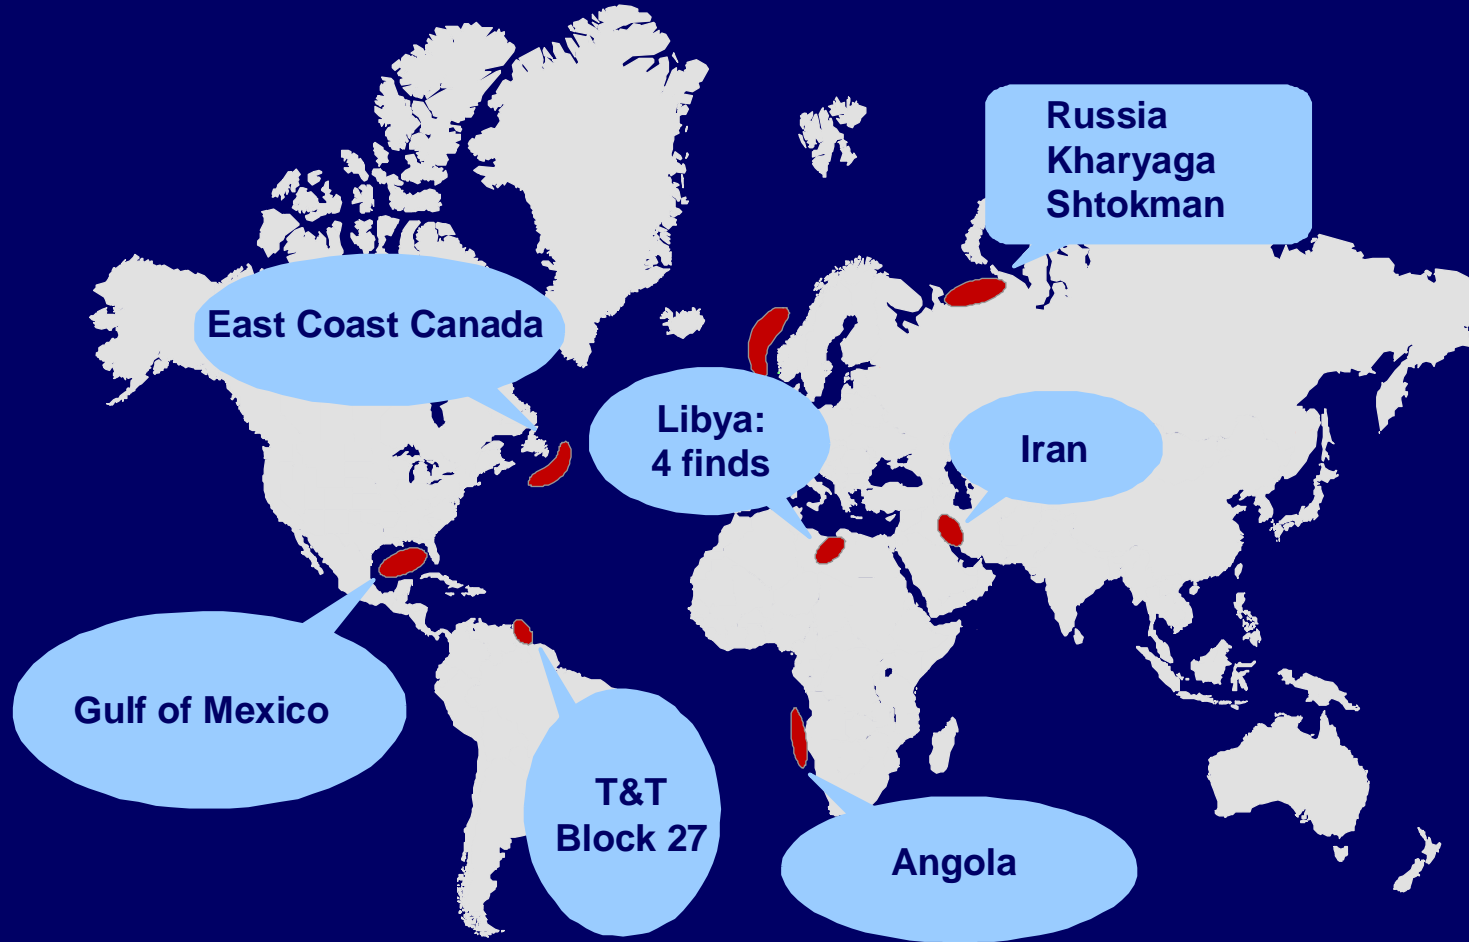 Russia
Kharyaga
Shtokman
East Coast Canada
Libya:
4 finds
Iran
Gulf of Mexico
T&T
Block 27
Angola